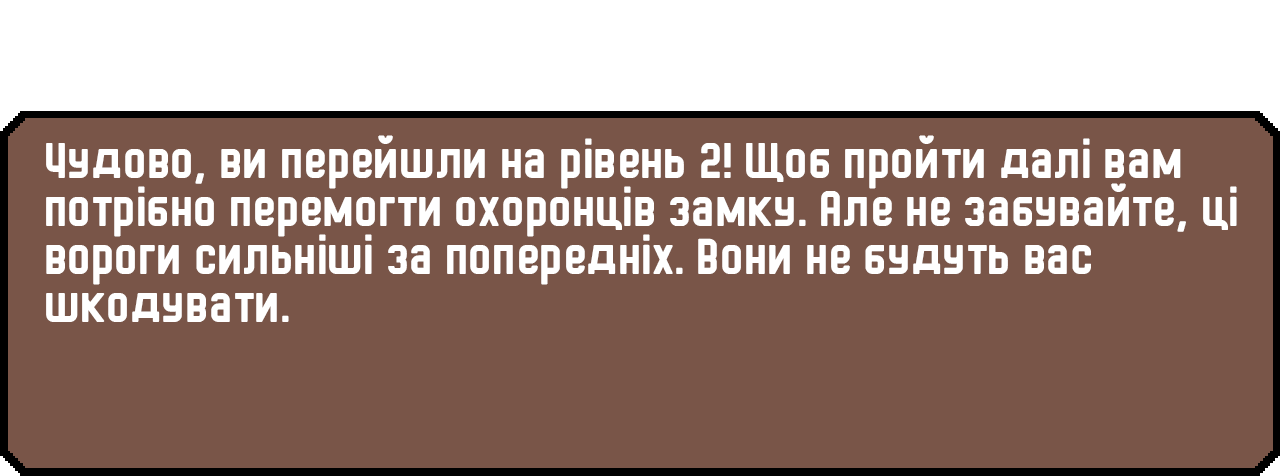 Чудово, ви перейшли на рівень 2! Щоб пройти далі вам
потрібно перемогти охоронців замку. Але не забувайте, ці
вороги сильніші за попередніх. Вони не будуть вас
шкодувати.